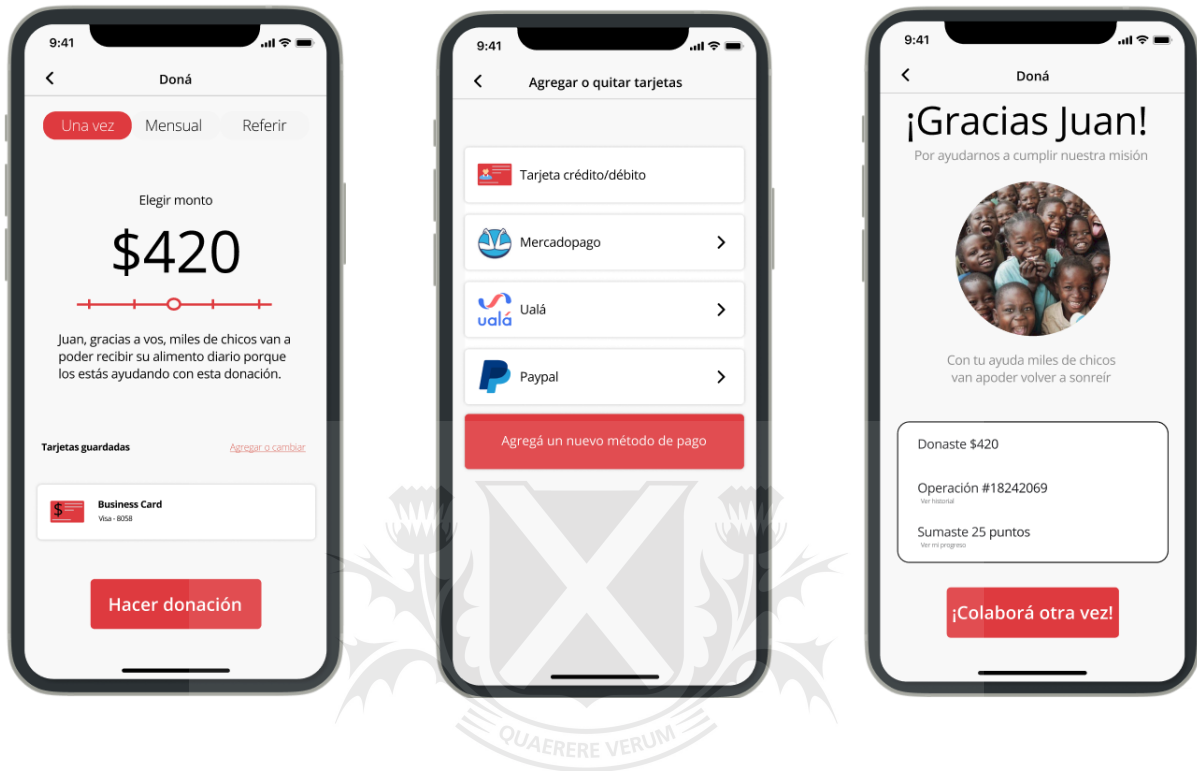 9:41
Doná
Una vez
Mensual
Referir
Elegir monto
$420
Juan, gracias a vos, miles de chicos van a
poder recibir su alimento diario porque
los estás ayudando con esta donación.
Tarjetas guardadas
Agregar o cambiar
$
Business Card
Visa - 8058
Hacer donación
9:41
Agregar o quitar tarjetas
Tarjeta crédito/débito
Mercadopago
ualá
Ualá
Paypal
Agregá un nuevo método de pago
9:41
Doná
¡Gracias Juan!
Por ayudarnos a cumplir nuestra misión
Con tu ayuda miles de chicos
van apoder volver a sonreír
Donaste $420
Operación #18242069
Ver historial
Sumaste 25 puntos
Ver mi progreso
¡Colaborá otra vez!
QUAERERE VERUM